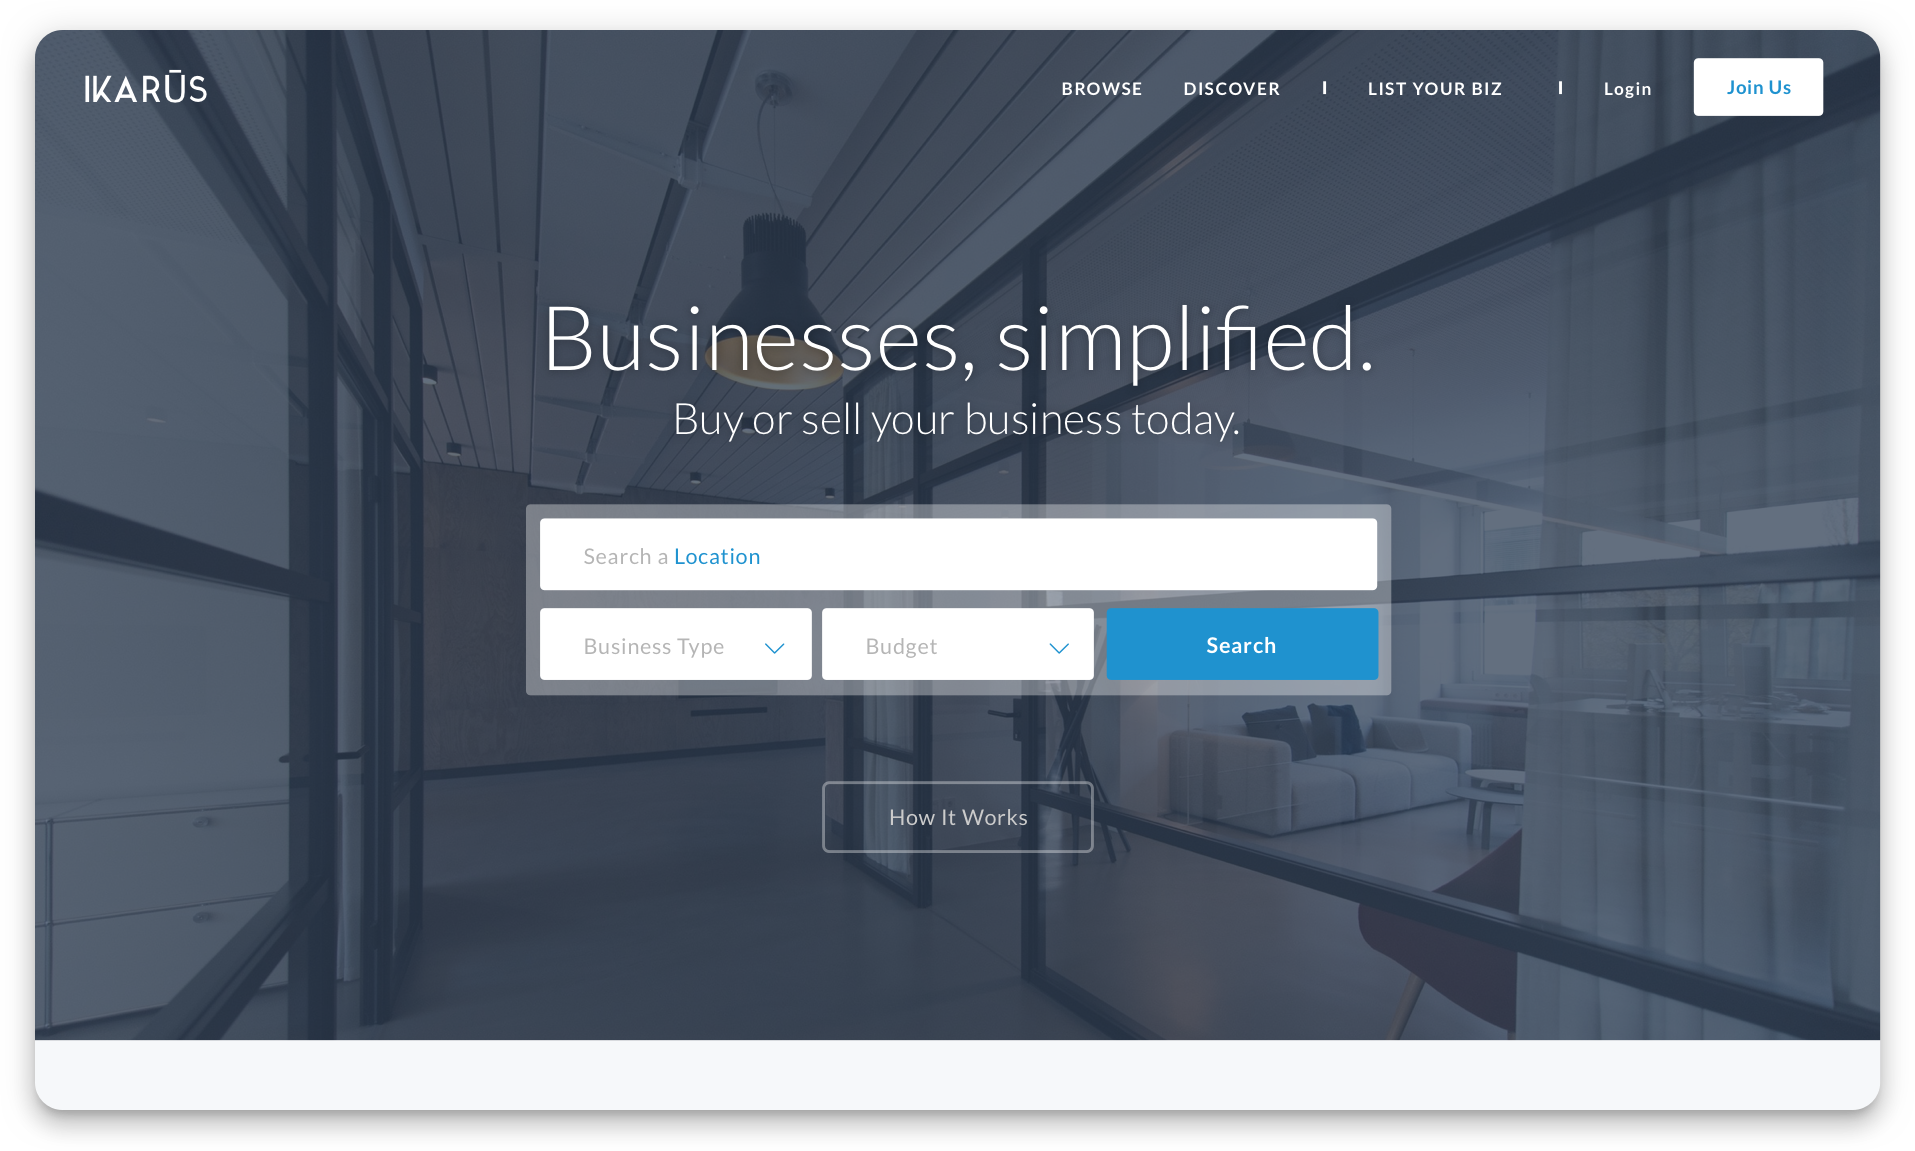 IKARŪS
BROWSE DISCOVER | LIST YOUR BIZ | Login Join Us
Businesses, simplified.
Buy or sell your business today.
Search a Location
Business Type Budget Search
How It Works